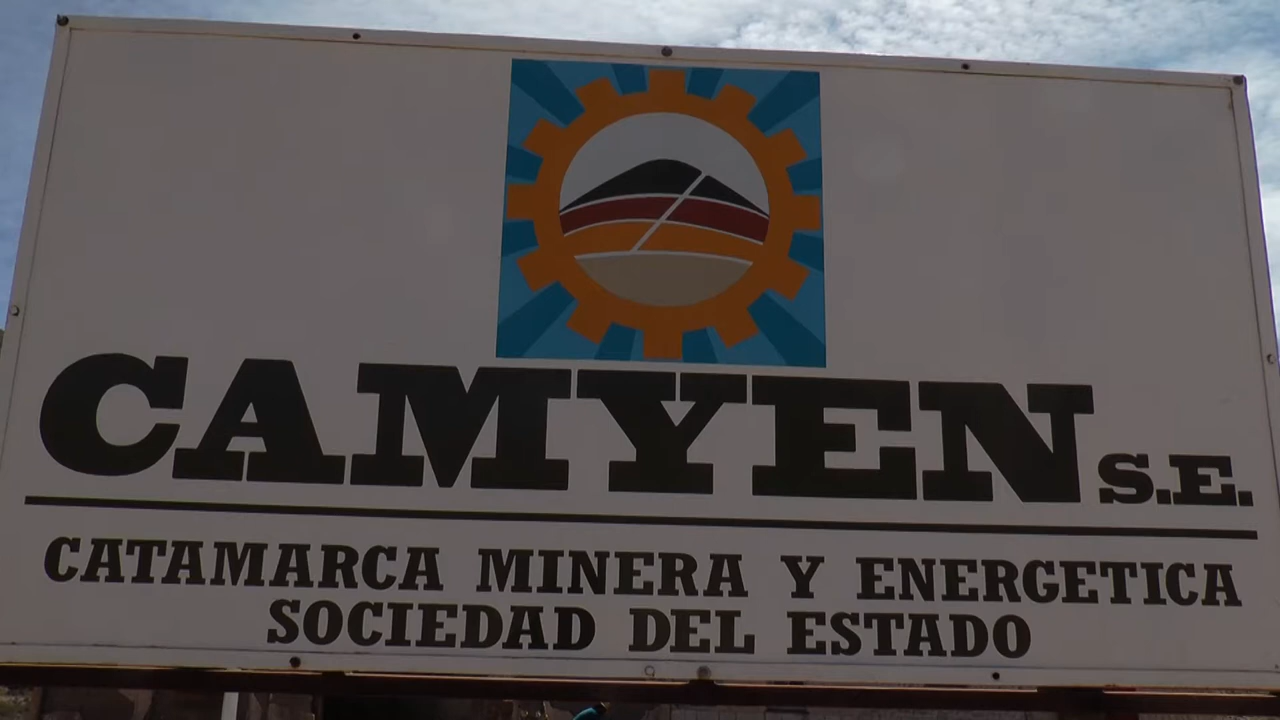 CAMYEN S.E.
CATAMARCA MINERA Y ENERGETICA
SOCIEDAD DEL ESTADO